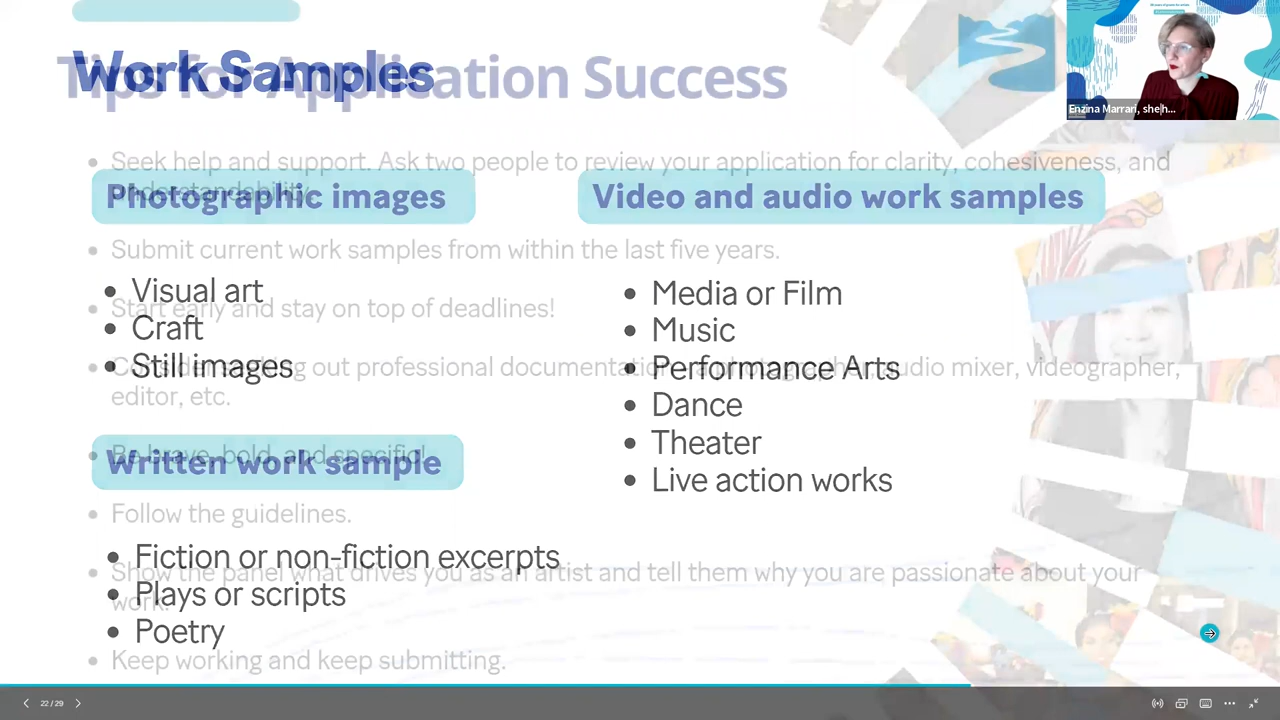 Work Samples
Tips for Application Success
Seek help and support. Ask two people to review your application for clarity, cohesiveness, and
understandability.
Photographic images
Video and audio work samples
Submit current work samples from within the last five years.
Visual art
Media or Film
Start early and stay on top of deadlines!
Craft
Music
Still images
Performance Arts
out professional documentation audio mixer, videographer,
editor, etc.
Dance
Theater
Be brave, bold, and specific!
Written work sample
Live action works
Follow the guidelines.
Fiction or non-fiction excerpts
Show the panel what drives you as an artist and tell them why you are passionate about your
work.
Plays or scripts
Poetry
Keep working and keep submitting.
Enzina Marrari, she|h...
22 / 29